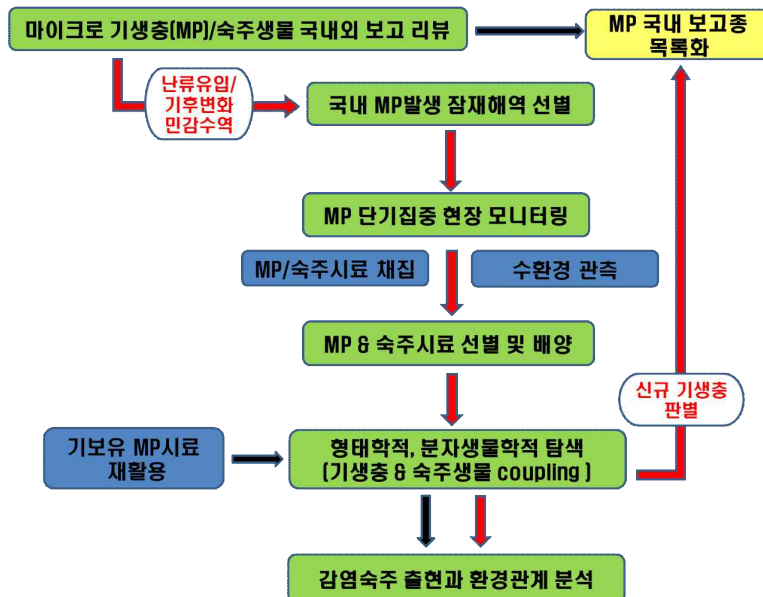 마이크로 기생충(MP)/숙주생물 국내외 보고 리뷰
MP 국내 보고종
목록화
난류유입/
기후변화
민감수역
국내 MP발생 잠재해역 선별
MP 단기집중 현장 모니터링
MP/숙주시료 채집
수환경 관측
MP & 숙주시료 선별 및 배양
신규 기생충
판별
기보유 MP시료
재활용
형태학적, 분자생물학적 탐색
(기생충 & 숙주생물 coupling )
감염숙주 출현과 환경관계 분석